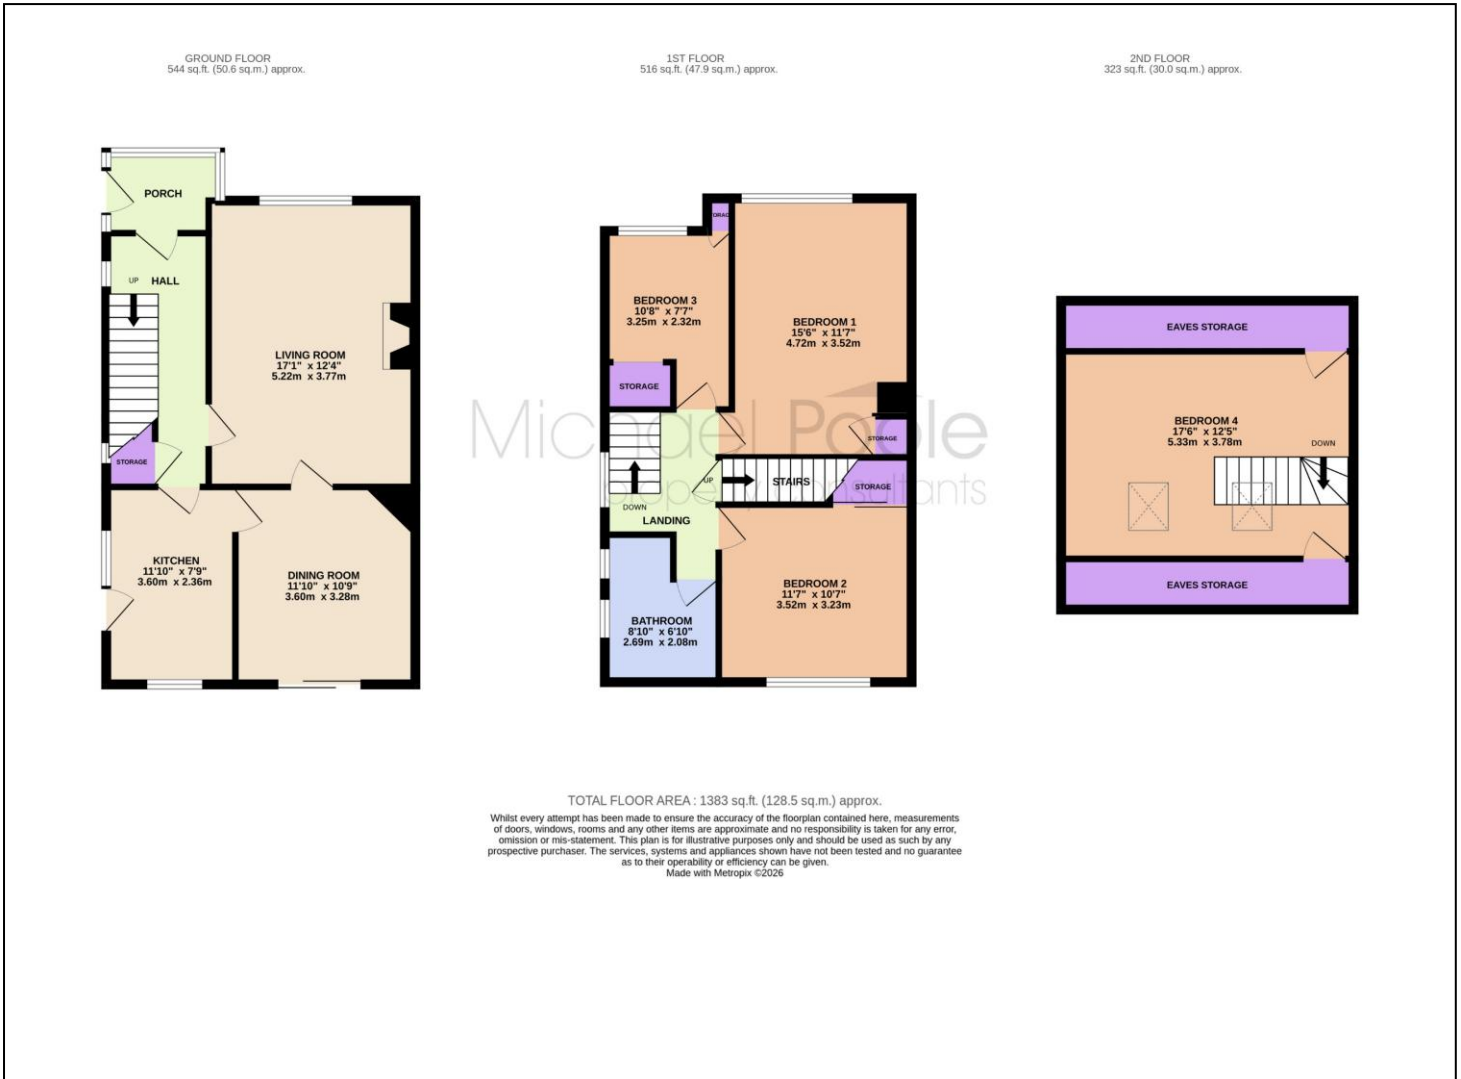 GROUND FLOOR
544 sq.ft. (50.6 sq.m.) approx.
1ST FLOOR
516 sq.ft. (47.9 sq.m.) approx.
2ND FLOOR
323 sq.ft. (30.0 sq.m.) approx.
PORCH
UP
HALL
LIVING ROOM
17'1" x 12'4"
5.22m x 3.77m
STORAGE
KITCHEN
11'10" x 7'9"
3.60m x 2.36m
DINING ROOM
11'10" x 10'9"
3.60m x 3.28m
BEDROOM 3
10'8" x 7'7"
3.25m x 2.32m
BEDROOM 1
15'6" x 11'7"
4.72m x 3.52m
STORAGE
STORAGE
UP
STAIRS
STORAGE
DOWN
LANDING
BEDROOM 2
11'7" x 10'7"
3.52m x 3.23m
BATHROOM
8'10" x 6'10"
2.69m x 2.08m
EAVES STORAGE
BEDROOM 4
17'6" x 12'5"
5.33m x 3.78m
DOWN
EAVES STORAGE
Michael Poole
property consultants
TOTAL FLOOR AREA : 1383 sq.ft. (128.5 sq.m.) approx.
Whilst every attempt has been made to ensure the accuracy of the floorplan contained here, measurements
of doors, windows, rooms and any other items are approximate and no responsibility is taken for any error,
omission or mis-statement. This plan is for illustrative purposes only and should be used as such by any
prospective purchaser. The services, systems and appliances shown have not been tested and no guarantee
as to their operability or efficiency can be given.
Made with Metropix ©2026